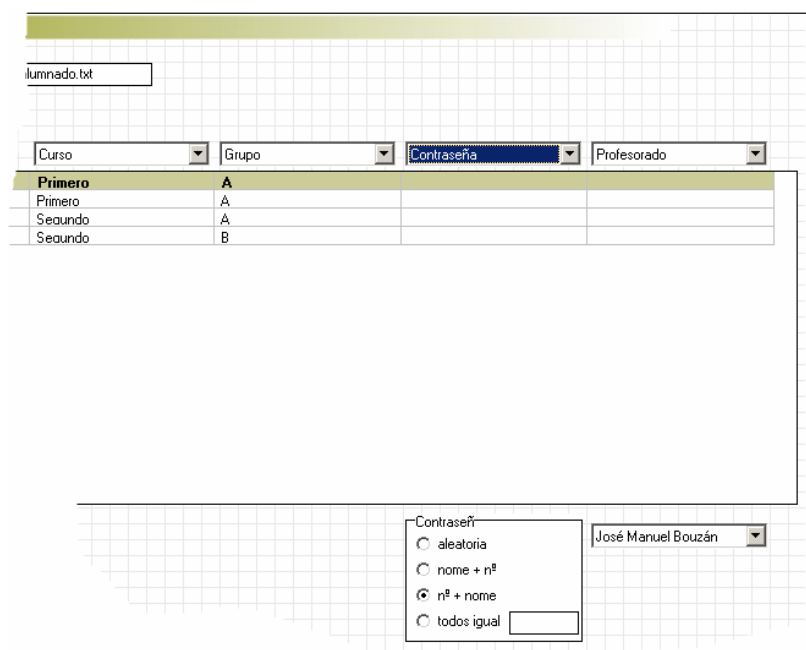 lumnado.txt
Curso Grupo Contraseña Profesorado
Primero A
Primero A
Segundo A
Segundo B
Contraseñ
aleatoria
José Manuel Bouzán
nome + nº
nº + nome
todos igual